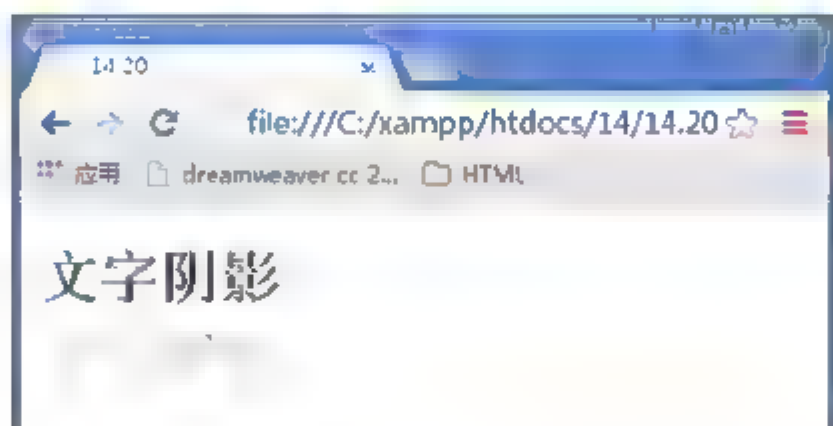 14.20
file:///C:/xampp/htdocs/14/14.20
应用 dreamweaver cc 2... HTML
文字阴影